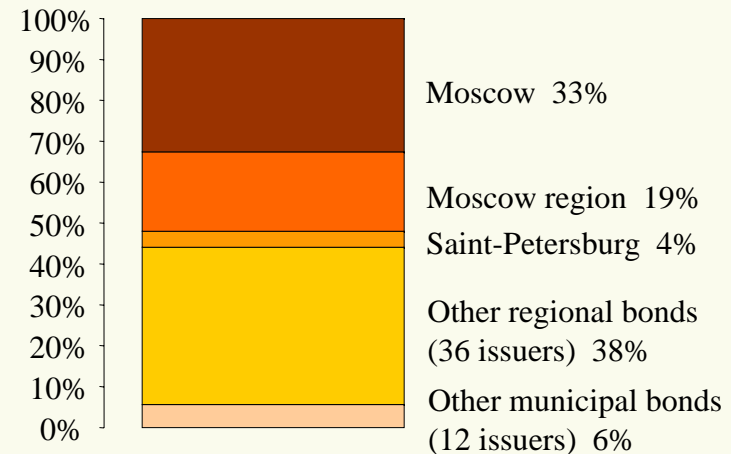 100%
90%
80%
70%
60%
50%
40%
30%
20%
10%
0%
Moscow 33%
Moscow region 19%
Saint-Petersburg 4%
Other regional bonds
(36 issuers) 38%
Other municipal bonds
(12 issuers) 6%